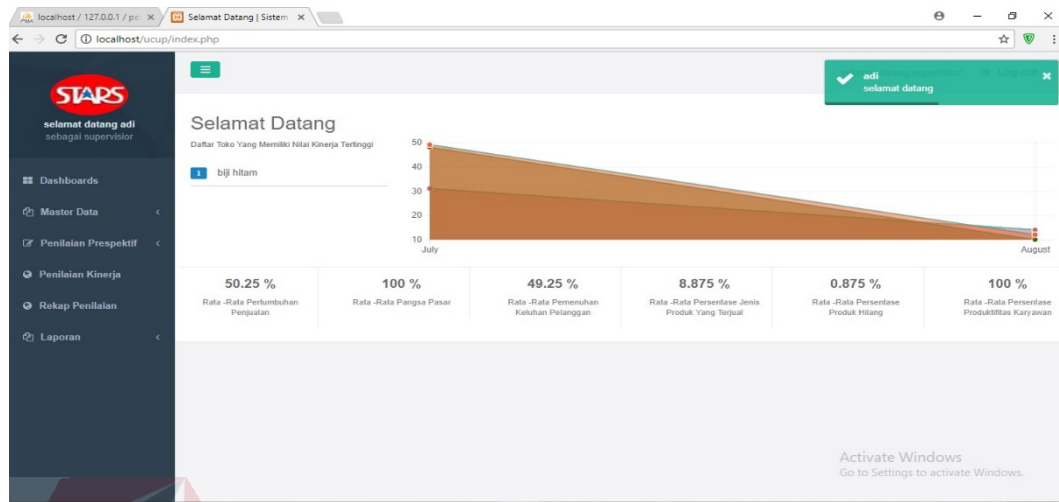 localhost / 127.0.0.1 / pc
Selamat Datang | Sistem
localhost/ucup/index.php
STARS
selamat datang adi
sebagai supervisior
Dashboards
Master Data
Penilaian Prespektif
Penilaian Kinerja
Rekap Penilaian
Laporan
adi
selamat datang
Selamat Datang
Daftar Toko Yang Memiliki Nilai Kinerja Tertinggi
1 biji hitam
50
40
30
20
10
July
August
50.25 %
Rata -Rata Pertumbuhan
Penjualan
100 %
Rata -Rata Pangsa Pasar
49.25 %
Rata -Rata Pemenuhan
Keluhan Pelanggan
8.875 %
Rata -Rata Persentase Jenis
Produk Yang Terjual
0.875 %
Rata -Rata Persentase
Produk Hilang
100 %
Rata -Rata Persentase
Produktifitas Karyawan
Activate Windows
Go to Settings to activate Windows.